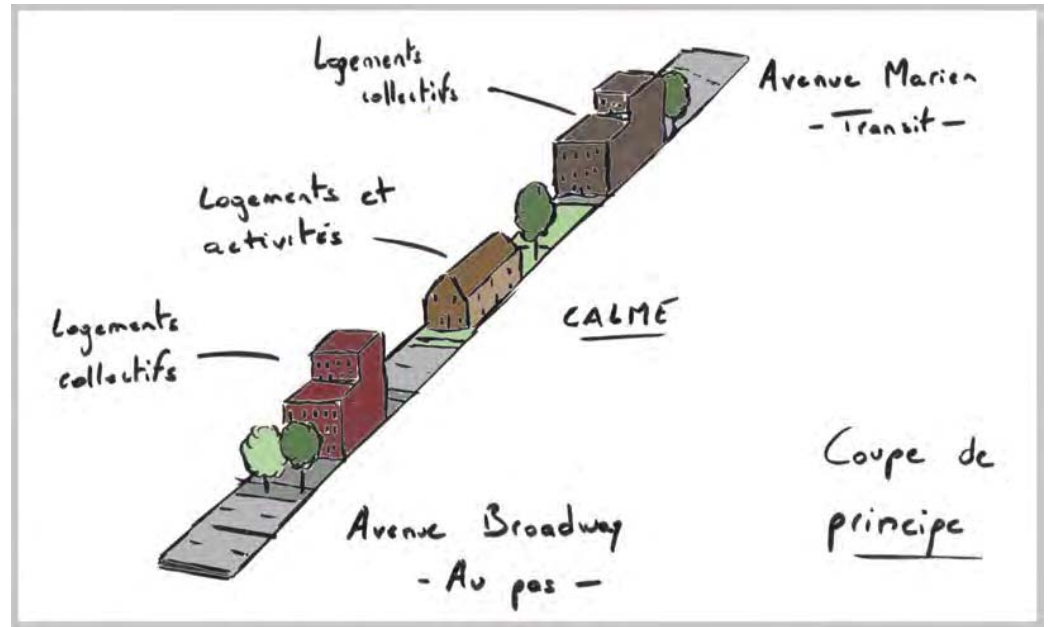 Logements
collectifs
Avenue Marien
- Transit -
Logements et
activités
CALME
Logements
collectifs
Coupe de
principe
Avenue Broadway
- Au pas -